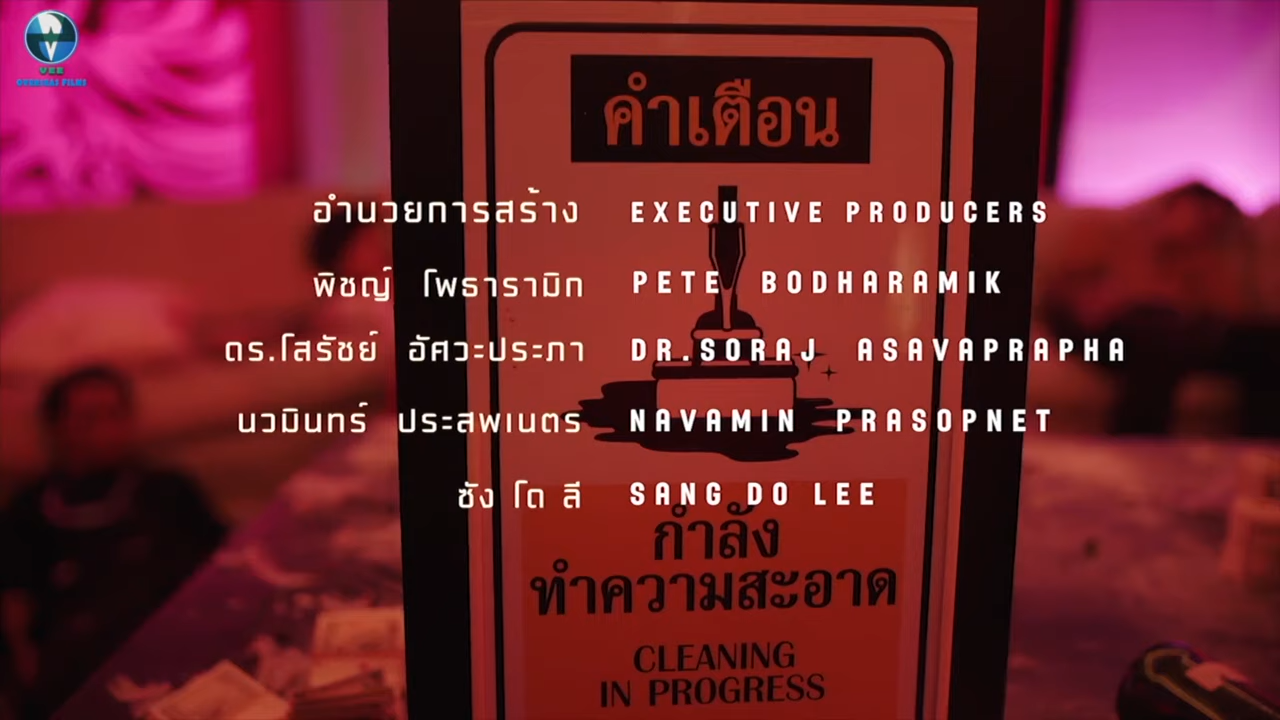 VEE
OVERSEAS FILMS
คำเตือน
อำนวยการสร้าง EXECUTIVE PRODUCERS
พิชญ์ โพธารามิก PETE BODHARAMIK
ดร.โสรัชย์ อัศวะประภา DR.SORAJ ASAVAPRAPHA
นวมินทร์ ประสพเนตร NAVAMIN PRASOPNET
ซัง โด ลี SANG DO LEE
กำลัง
ทำความสะอาด
CLEANING
IN PROGRESS